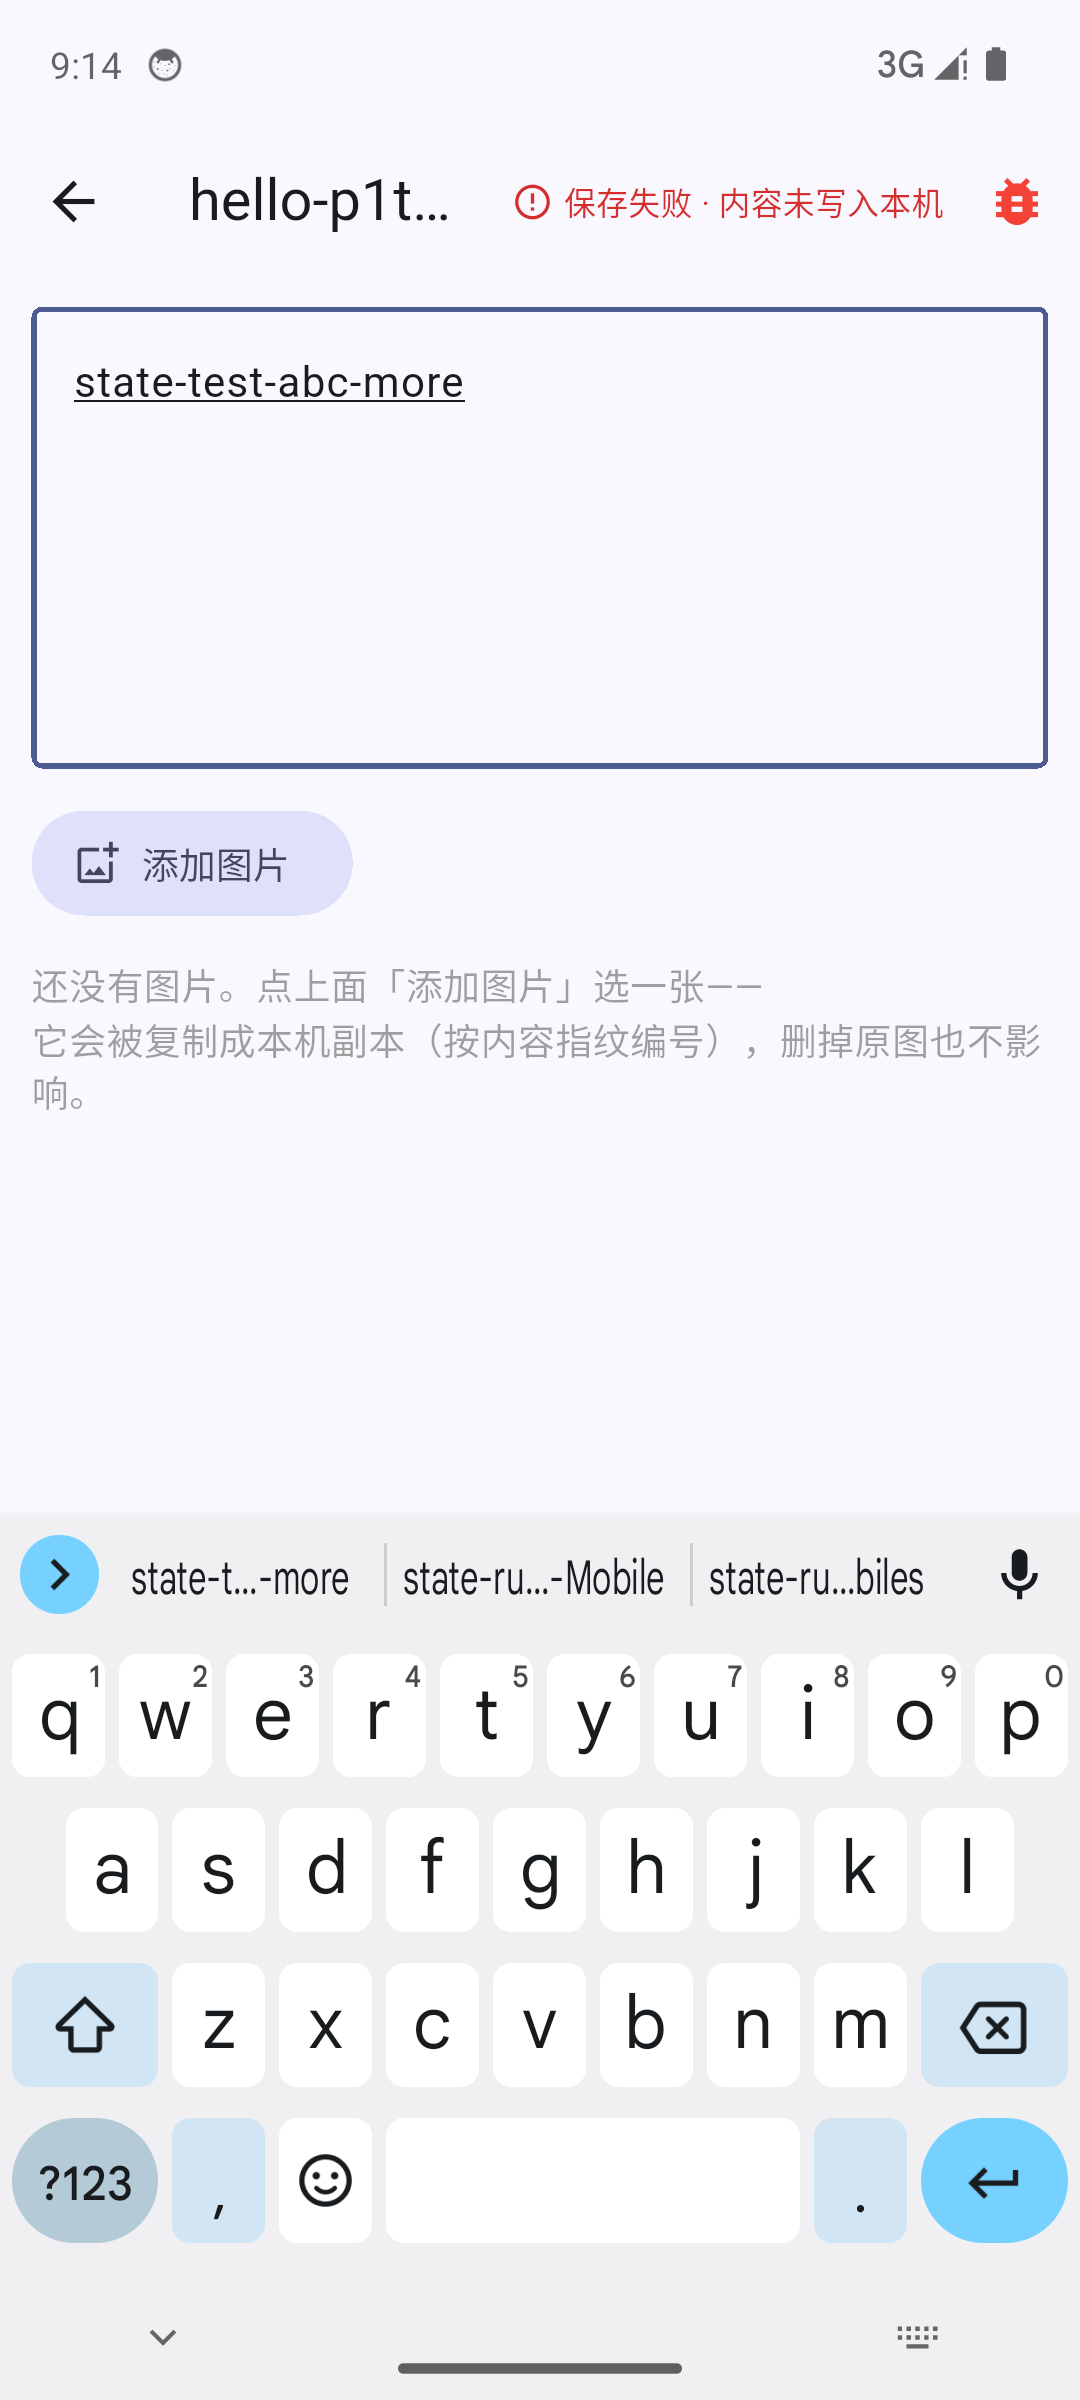 9:14
3G
hello-p1t...
保存失败 · 内容未写入本机
state-test-abc-more
添加图片
还没有图片。点上面「添加图片」选一张——
它会被复制成本机副本（按内容指纹编号），删掉原图也不影
响。
state-t...-more state-ru...-Mobile state-ru...biles
1 2 3 4 5 6 7 8 9 0
q w e r t y u i o p
a s d f g h j k l
z x c v b n m
?123 , .